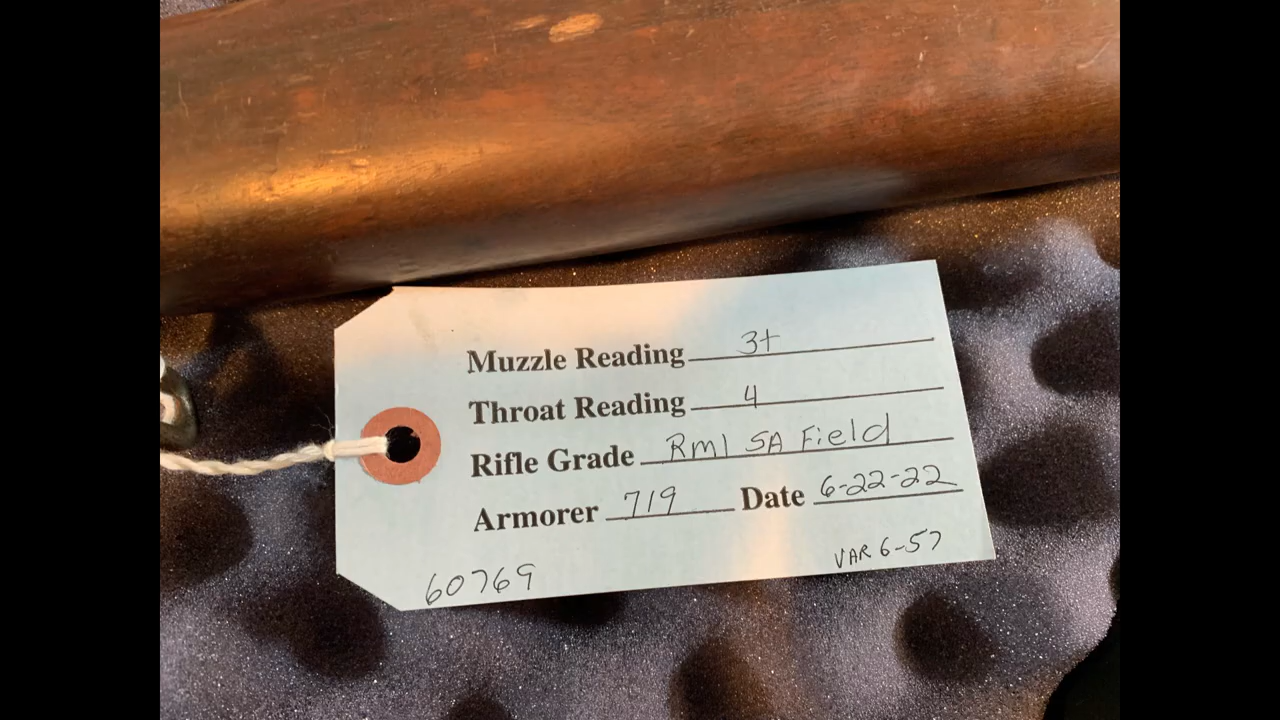 Muzzle Reading 3+
Throat Reading 4
Rifle Grade RM1 SA Field
Armorer 719 Date 6-22-22
VAR 6-57
60769